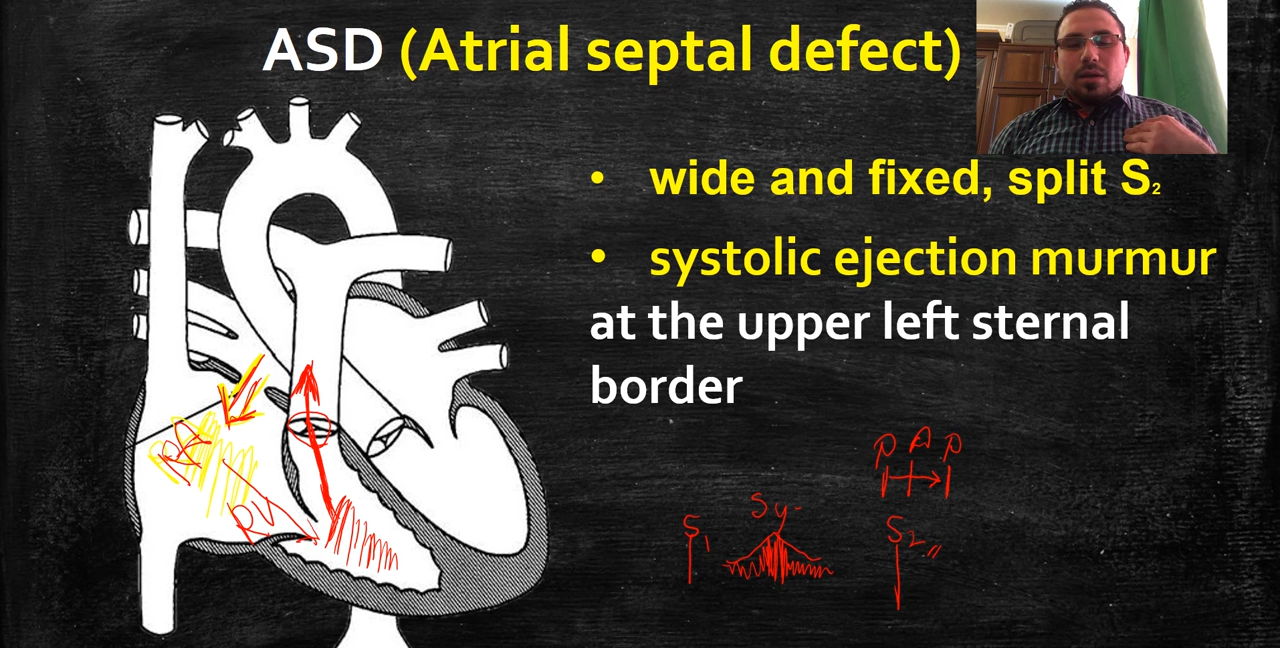 ASD (Atrial septal defect)
• wide and fixed, split S₂
• systolic ejection murmur
at the upper left sternal
border
P A P
Sy-
S1
S2"
RA
RV